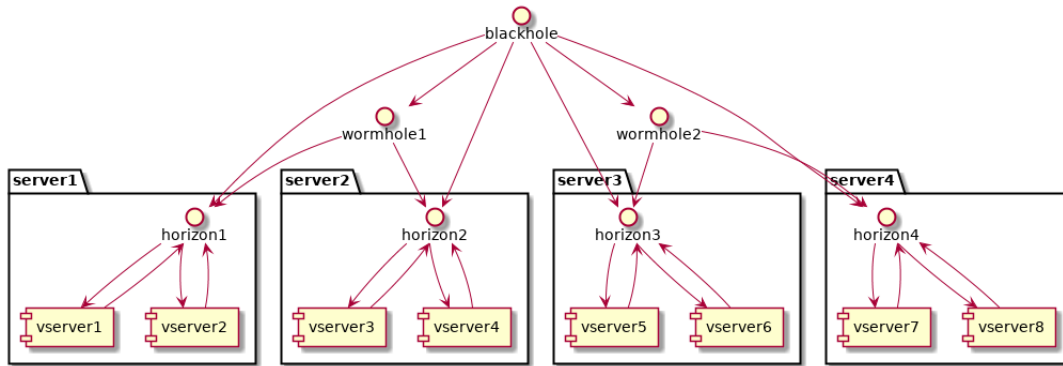 blackhole
wormhole1
wormhole2
server1
server2
server3
server4
horizon1
horizon2
horizon3
horizon4
vserver1
vserver2
vserver3
vserver4
vserver5
vserver6
vserver7
vserver8